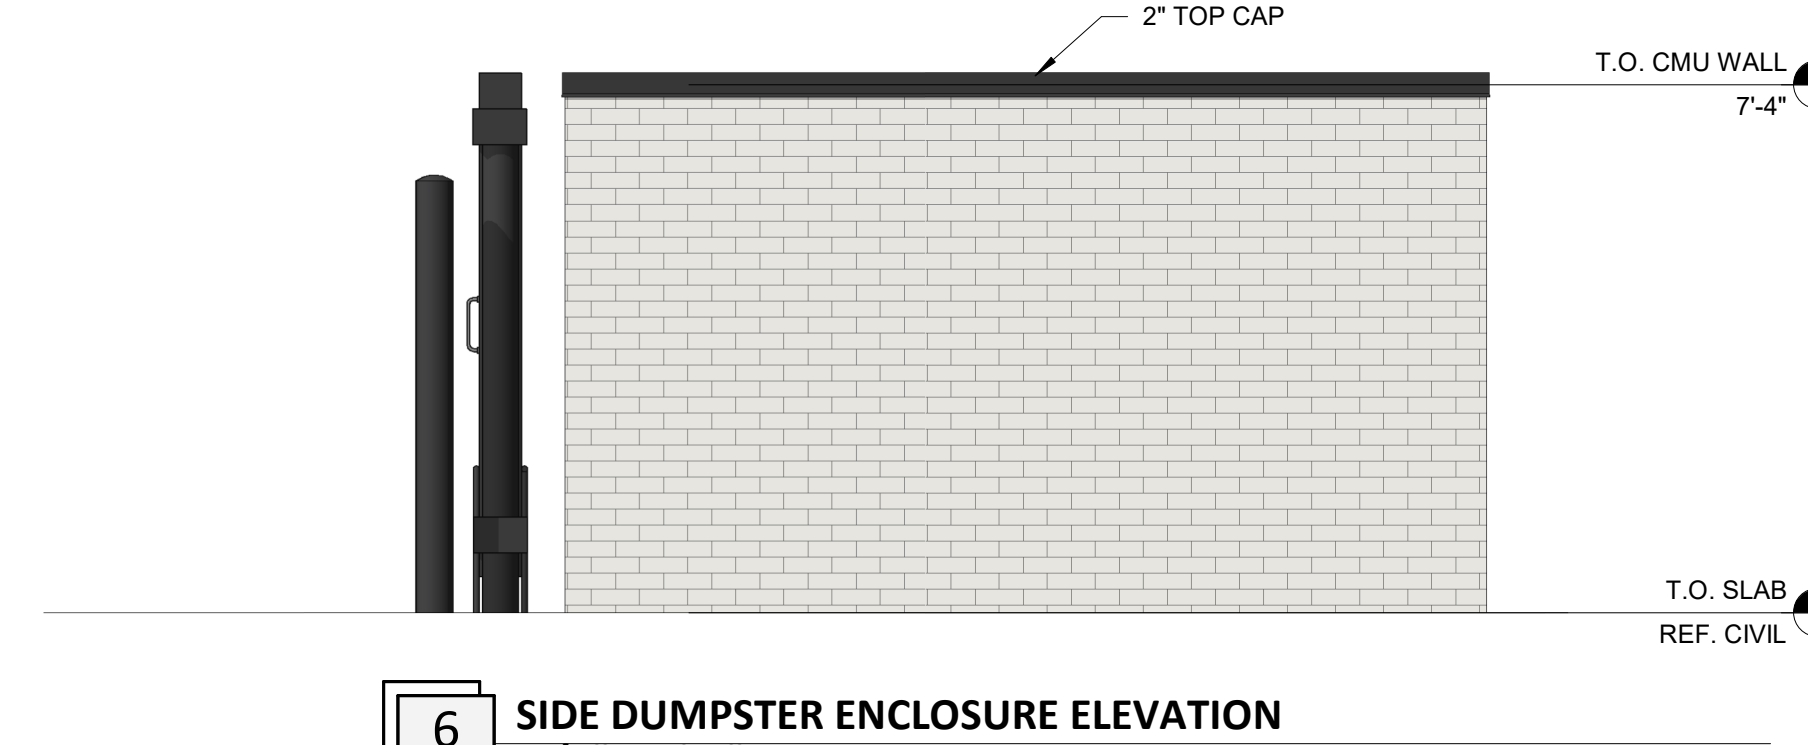 2" TOP CAP
T.O. CMU WALL
7'-4"
T.O. SLAB
REF. CIVIL
6
SIDE DUMPSTER ENCLOSURE ELEVATION